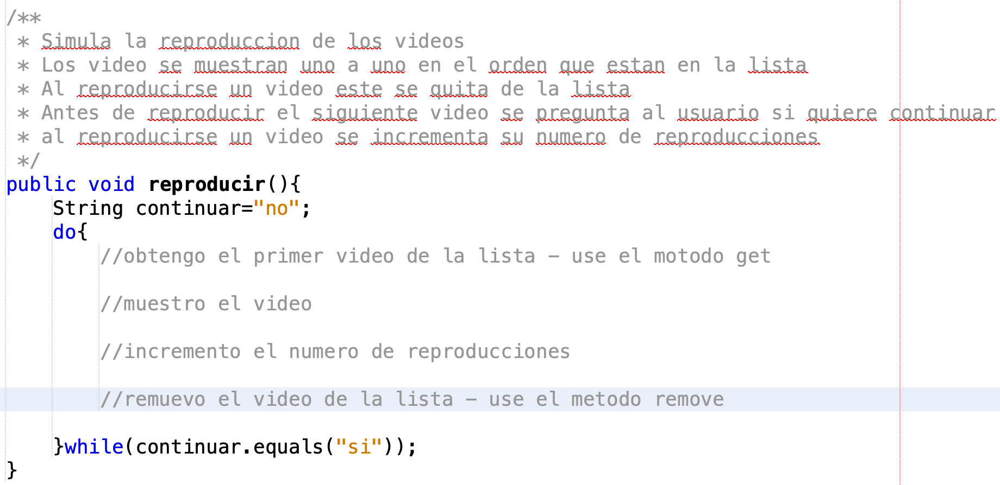 /**
* Simula la reproduccion de los videos
* Los video se muestran uno a uno en el orden que estan en la lista
* Al reproducirse un video este se quita de la lista
* Antes de reproducir el siguiente video se pregunta al usuario si quiere continuar
* al reproducirse un video se incrementa su numero de reproducciones
*/
public void reproducir(){
String continuar="no";
do{
//obtengo el primer video de la lista – use el motodo get
//muestro el video
//incremento el numero de reproducciones
//remuevo el video de la lista – use el metodo remove
}while(continuar.equals("si"));
}